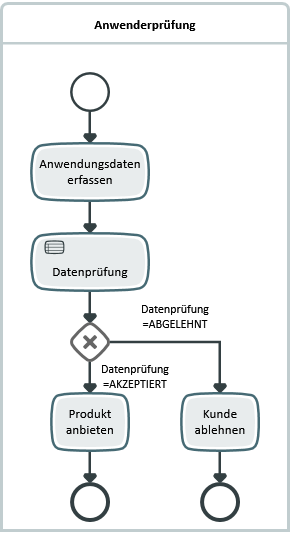 Anwenderprüfung
Anwendungsdaten
erfassen
Datenprüfung
Datenprüfung
=ABGELEHNT
Datenprüfung
=AKZEPTIERT
Produkt
anbieten
Kunde
ablehnen